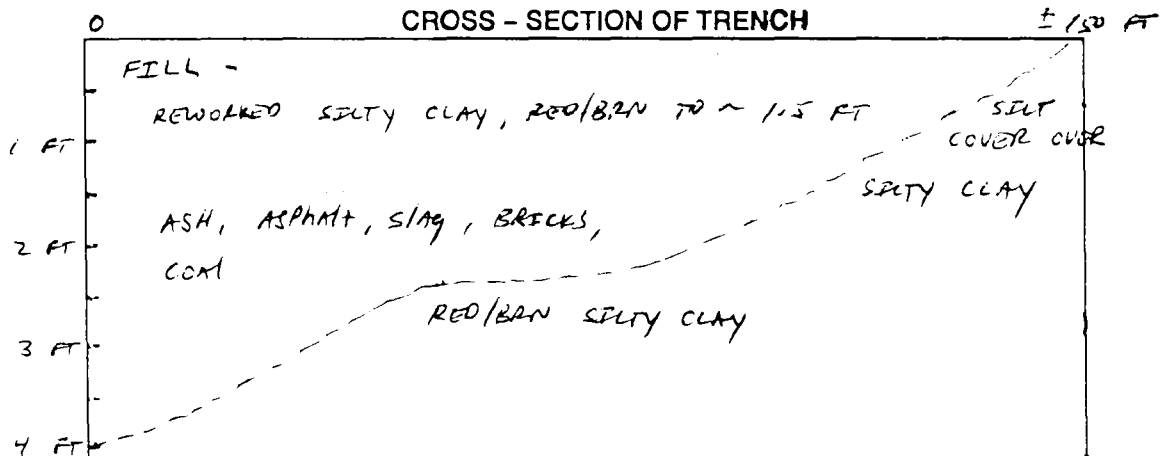 CROSS - SECTION OF TRENCH
0
± 150 FT
FILL -
REWORKED SILTY CLAY, RED/BRN TO ~ 1.5 FT
SILT
COVER OVER
SILTY CLAY
1 FT
ASH, ASPHAlt, SlAg, BRICKS,
COAl
2 FT
RED/BRN SILTY CLAY
3 FT
4 FT